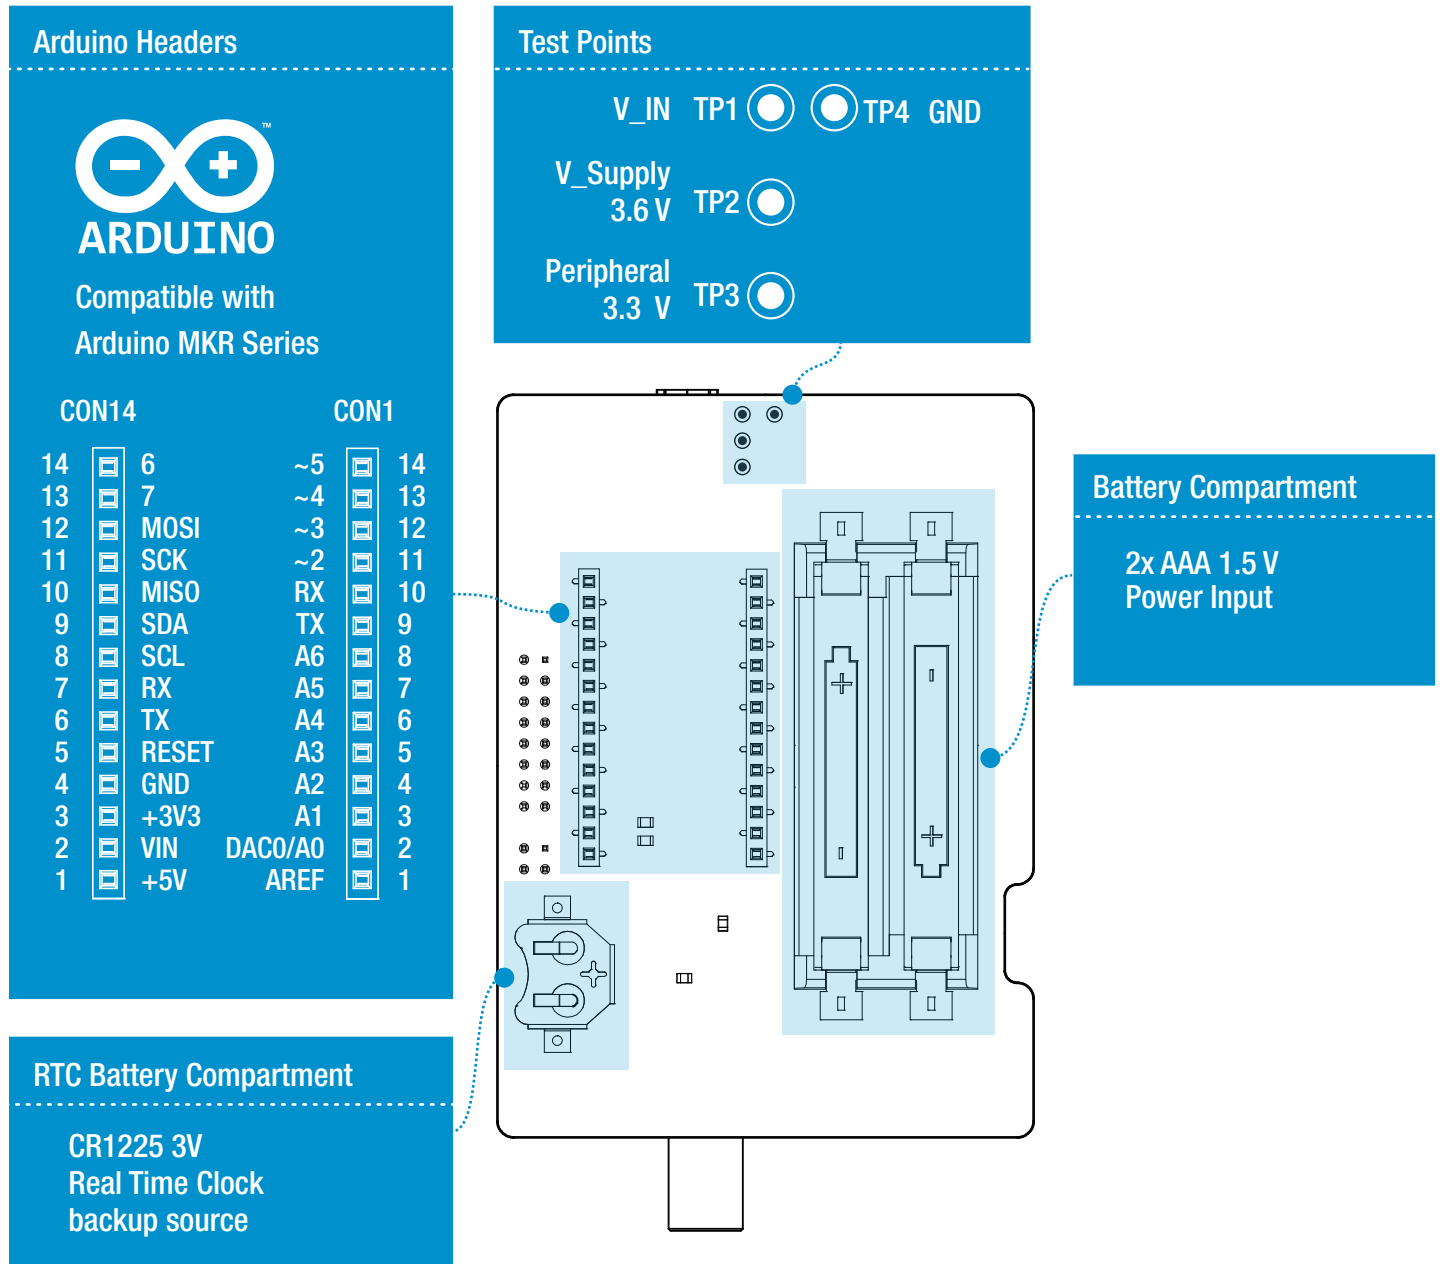 Arduino Headers
™
ARDUINO
Compatible with
Arduino MKR Series
CON14 CON1
14 6 ~5 14
13 7 ~4 13
12 MOSI ~3 12
11 SCK ~2 11
10 MISO RX 10
9 SDA TX 9
8 SCL A6 8
7 RX A5 7
6 TX A4 6
5 RESET A3 5
4 GND A2 4
3 +3V3 A1 3
2 VIN DAC0/A0 2
1 +5V AREF 1
Test Points
V_IN TP1 TP4 GND
V_Supply
3.6 V TP2
Peripheral
3.3 V TP3
Battery Compartment
2x AAA 1.5 V
Power Input
RTC Battery Compartment
CR1225 3V
Real Time Clock
backup source